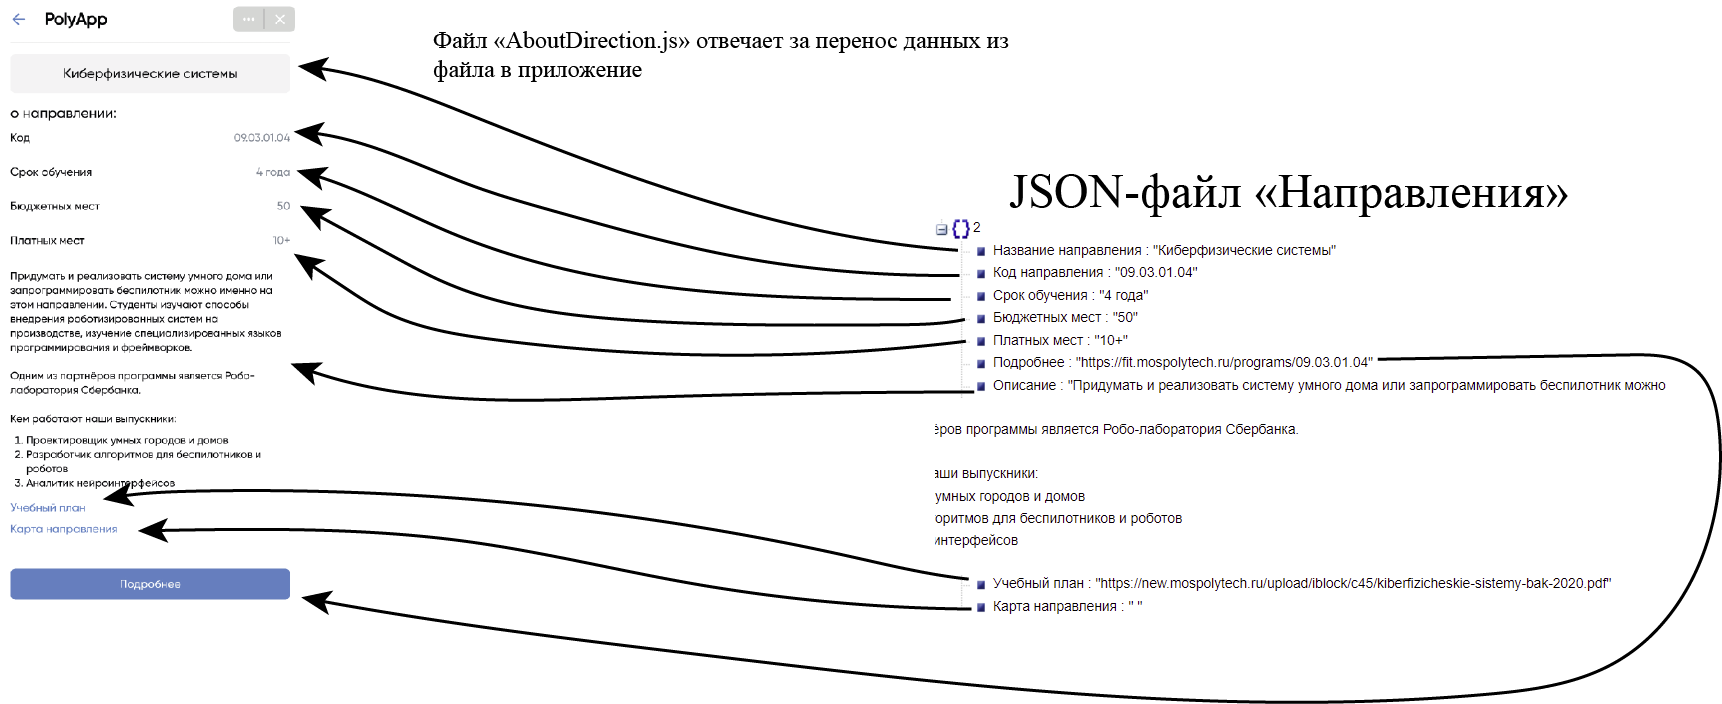 PolyApp
Киберфизические системы
о направлении:
Код 09.03.01.04
Срок обучения 4 года
Бюджетных мест 50
Платных мест 10+
Придумать и реализовать систему умного дома или
запрограммировать беспилотник можно именно на
этом направлении. Студенты изучают способы
внедрения роботизированных систем на
производстве, изучение специализированных языков
программирования и фреймворков.
Одним из партнёров программы является Робо-
лаборатория Сбербанка.
Кем работают наши выпускники:
1. Проектировщик умных городов и домов
2. Разработчик алгоритмов для беспилотников и
роботов
3. Аналитик нейроинтерфейсов
Учебный план
Карта направления
Подробнее
Файл «AboutDirection.js» отвечает за перенос данных из
файла в приложение
JSON-файл «Направления»
{} 2
Название направления : "Киберфизические системы"
Код направления : "09.03.01.04"
Срок обучения : "4 года"
Бюджетных мест : "50"
Платных мест : "10+"
Подробнее : "https://fit.mospolytech.ru/programs/09.03.01.04"
Описание : "Придумать и реализовать систему умного дома или запрограммировать беспилотник можно
ёров программы является Робо-лаборатория Сбербанка.
аши выпускники:
умных городов и домов
оритмов для беспилотников и роботов
интерфейсов
Учебный план : "https://new.mospolytech.ru/upload/iblock/c45/kiberfizicheskie-sistemy-bak-2020.pdf"
Карта направления : " "